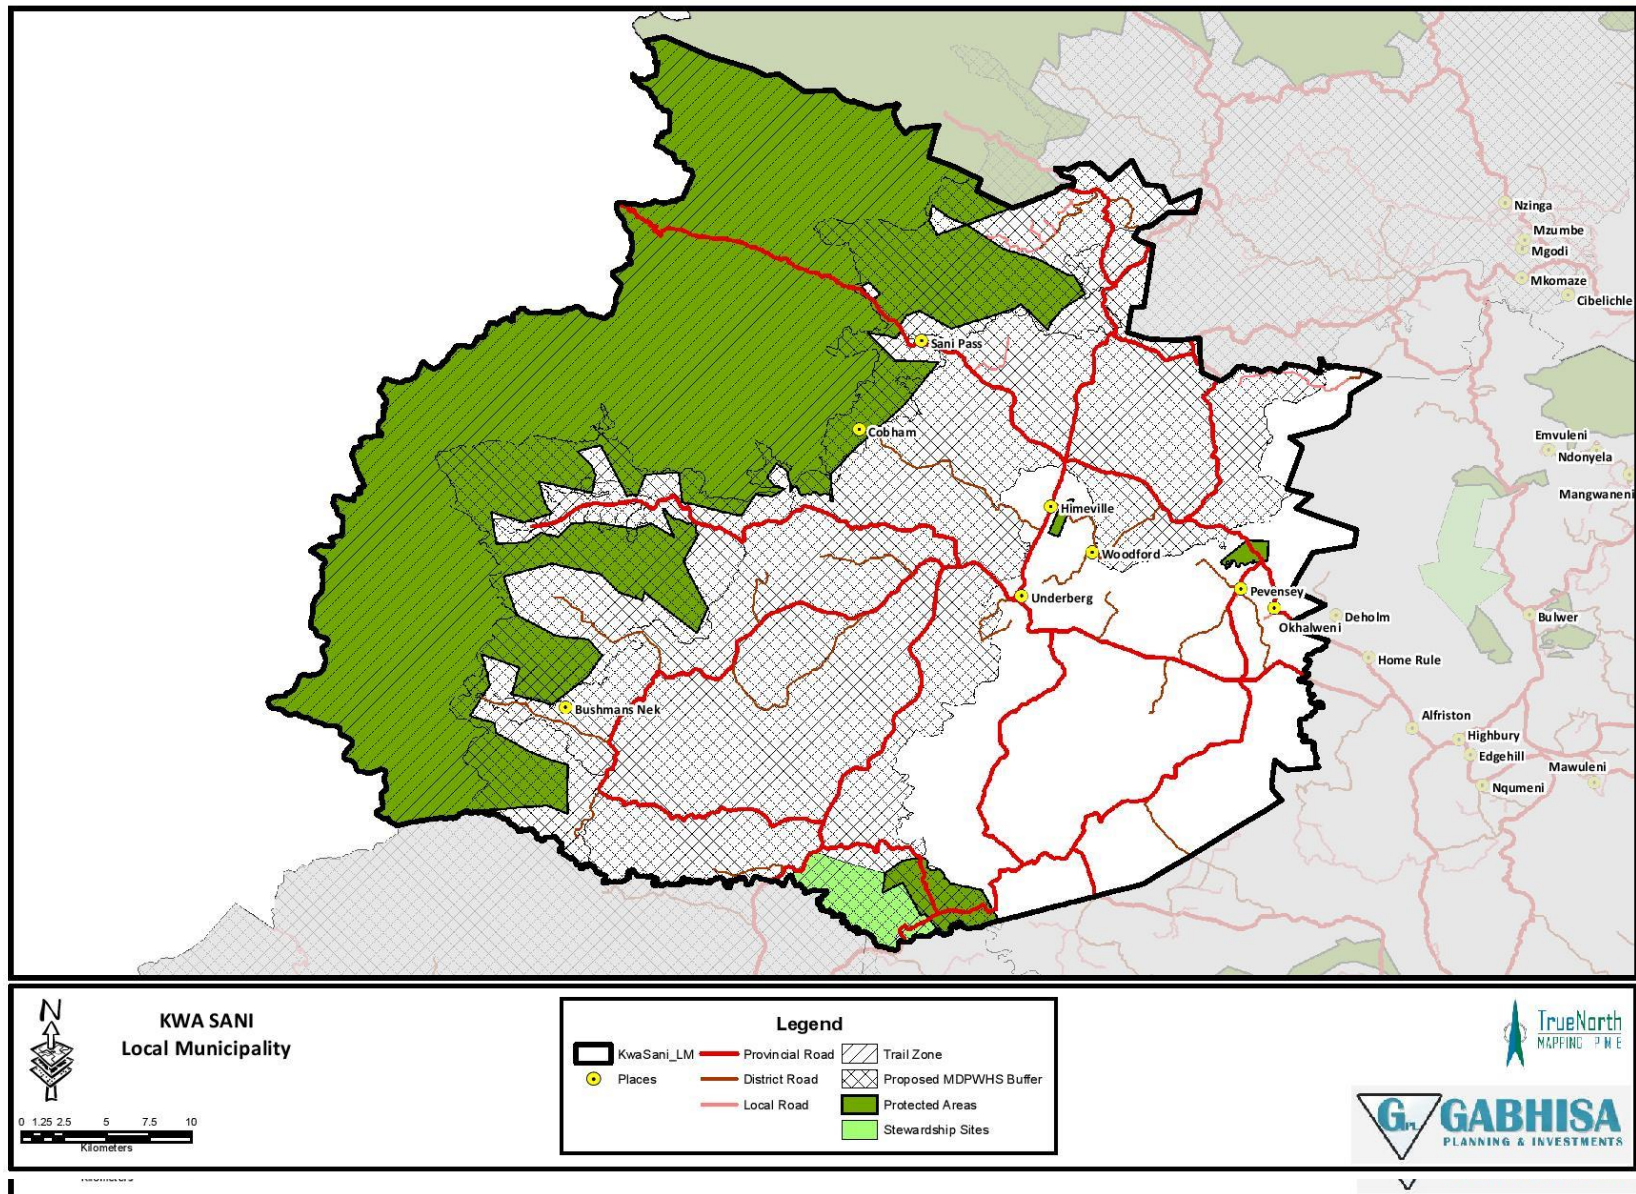 Nzinga
Mzumbe
Mgodi
Mkomaze
Cibelichle
Sani Pass
Cobham
Emvuleni
Ndonyela
Mangwaneni
Himeville
Woodford
Underberg
Pevensey
Okhalweni
Deholm
Bulwer
Home Rule
Bushmans Nek
Alfriston
Highbury
Edgehill
Mawuleni
Nqumeni
N
KWA SANI
Local Municipality
0 1.25 2.5 5 7.5 10
Kilometers
Legend
KwaSani_LM
Places
Provincial Road
District Road
Local Road
Trail Zone
Proposed MDPWHS Buffer
Protected Areas
Stewardship Sites
TrueNorth
MAPPING
GABHISA
PLANNING & INVESTMENTS